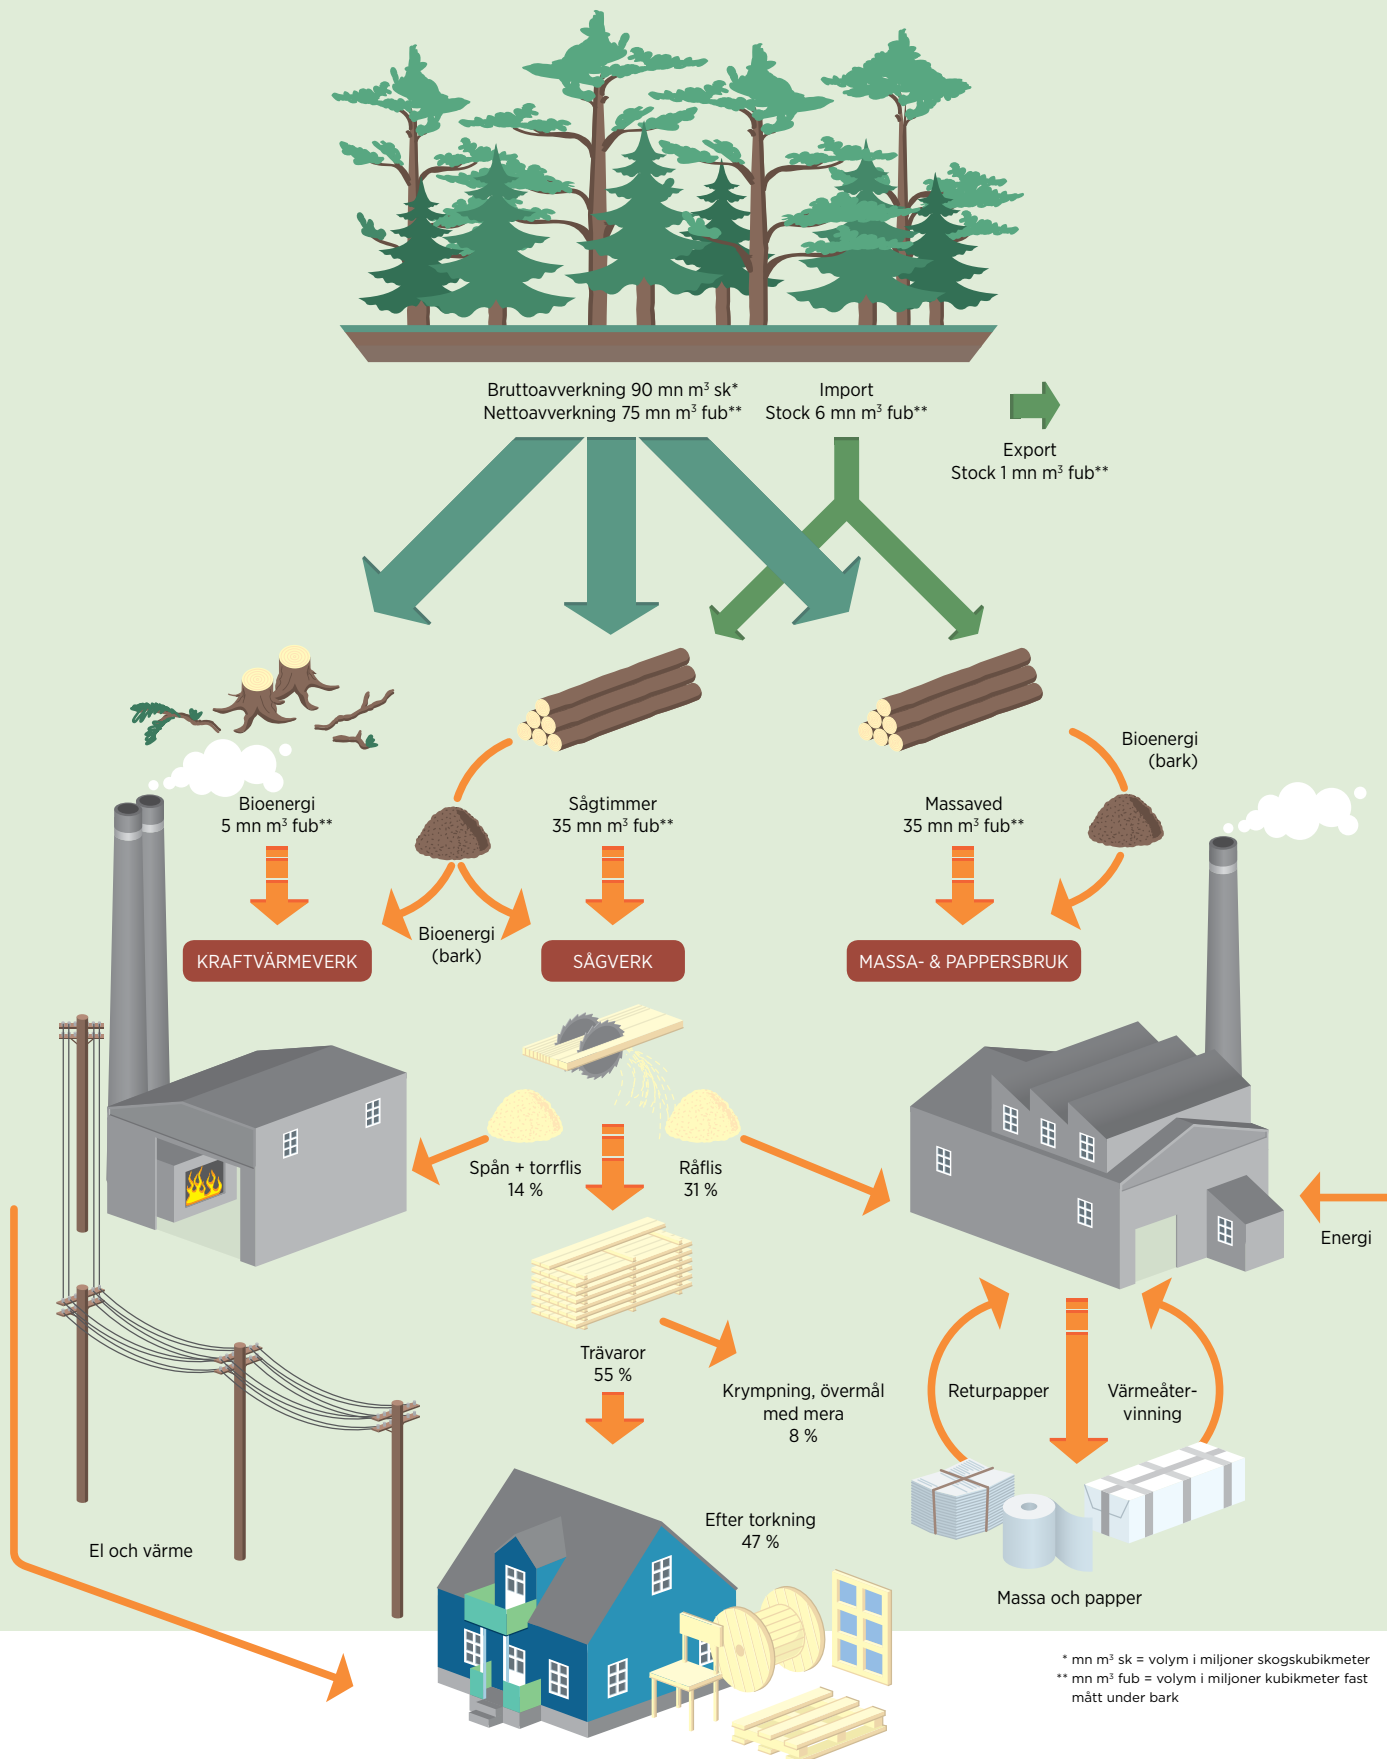 Bruttoavverkning 90 mn m³ sk*
Nettoavverkning 75 mn m³ fub**
Import
Stock 6 mn m³ fub**
Export
Stock 1 mn m³ fub**
Bioenergi
(bark)
Bioenergi
5 mn m³ fub**
Sågtimmer
35 mn m³ fub**
Massaved
35 mn m³ fub**
Bioenergi
(bark)
KRAFTVÄRMEVERK
SÅGVERK
MASSA- & PAPPERSBRUK
Spån + torrflis
14 %
Råflis
31 %
Energi
Trävaror
55 %
Krympning, övermål
med mera
8 %
Returpapper
Värmeåter-
vinning
Efter torkning
47 %
El och värme
Massa och papper
* mn m³ sk = volym i miljoner skogskubikmeter
** mn m³ fub = volym i miljoner kubikmeter fast
mått under bark